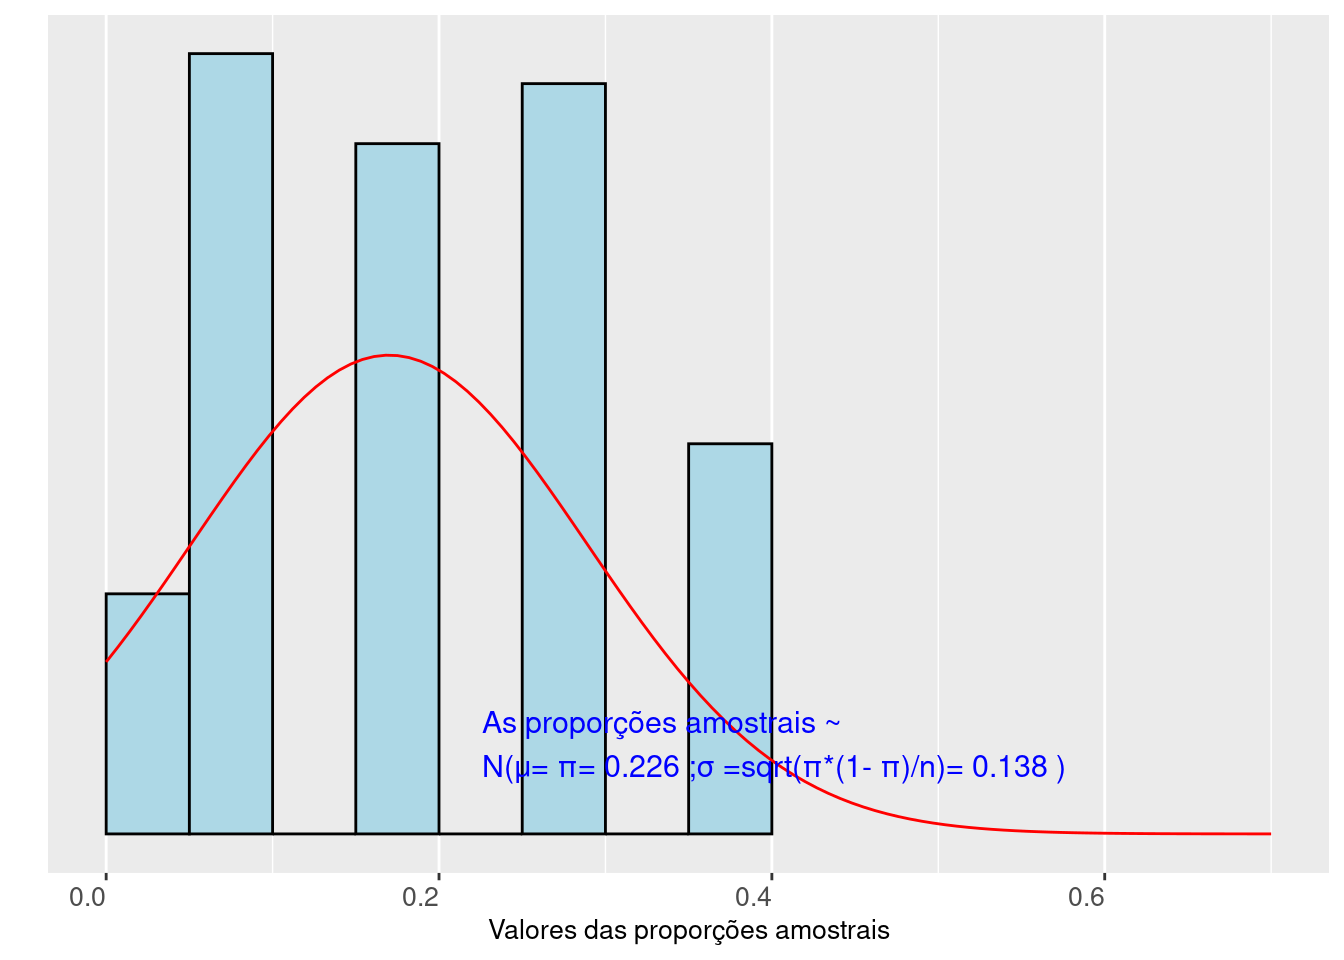 As proporções amostrais ~
N(μ= π= 0.226 ;σ =sqrt(π*(1- π)/n)= 0.138 )
0.0 0.2 0.4 0.6
Valores das proporções amostrais